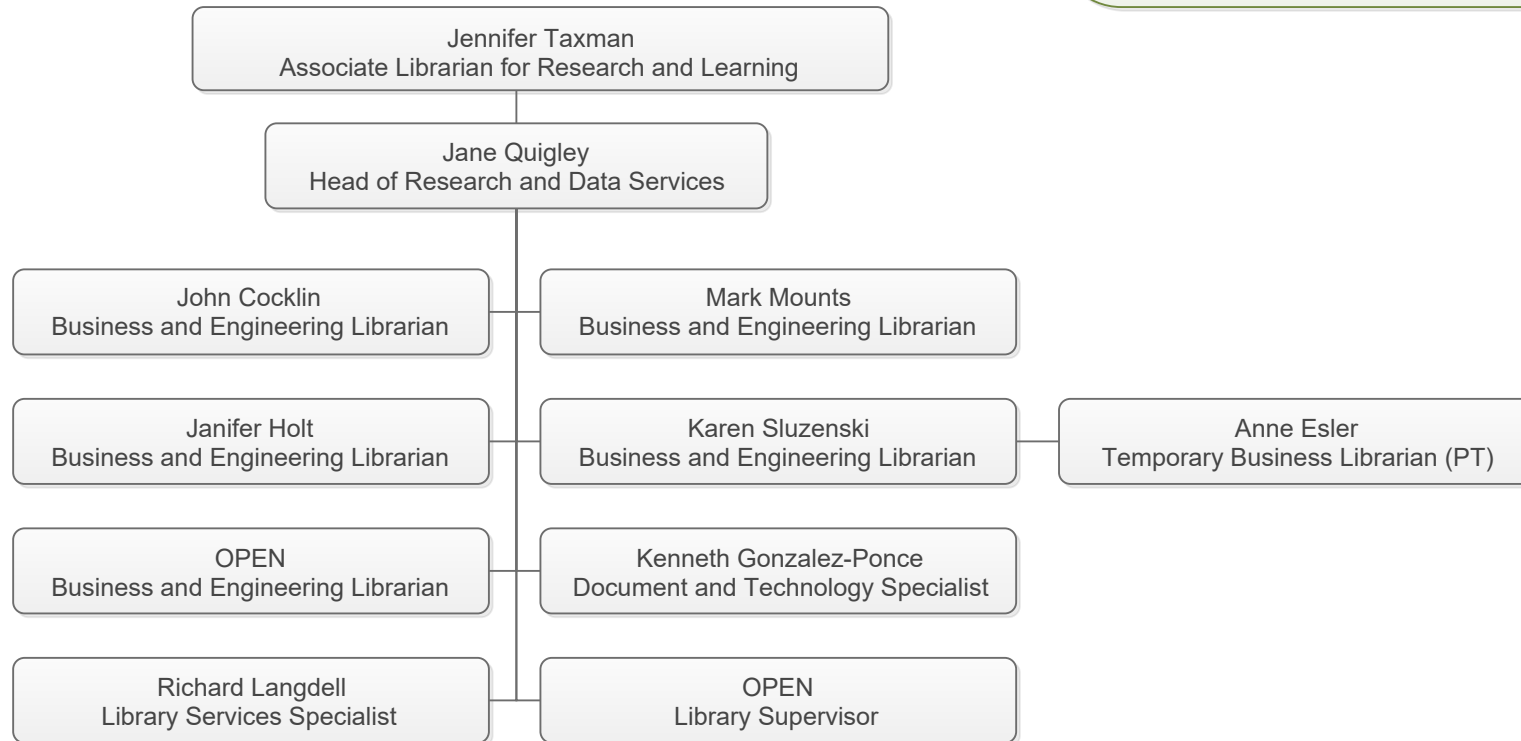 Jennifer Taxman
Associate Librarian for Research and Learning
Jane Quigley
Head of Research and Data Services
John Cocklin
Business and Engineering Librarian
Mark Mounts
Business and Engineering Librarian
Janifer Holt
Business and Engineering Librarian
Karen Sluzenski
Business and Engineering Librarian
Anne Esler
Temporary Business Librarian (PT)
OPEN
Business and Engineering Librarian
Kenneth Gonzalez-Ponce
Document and Technology Specialist
Richard Langdell
Library Services Specialist
OPEN
Library Supervisor